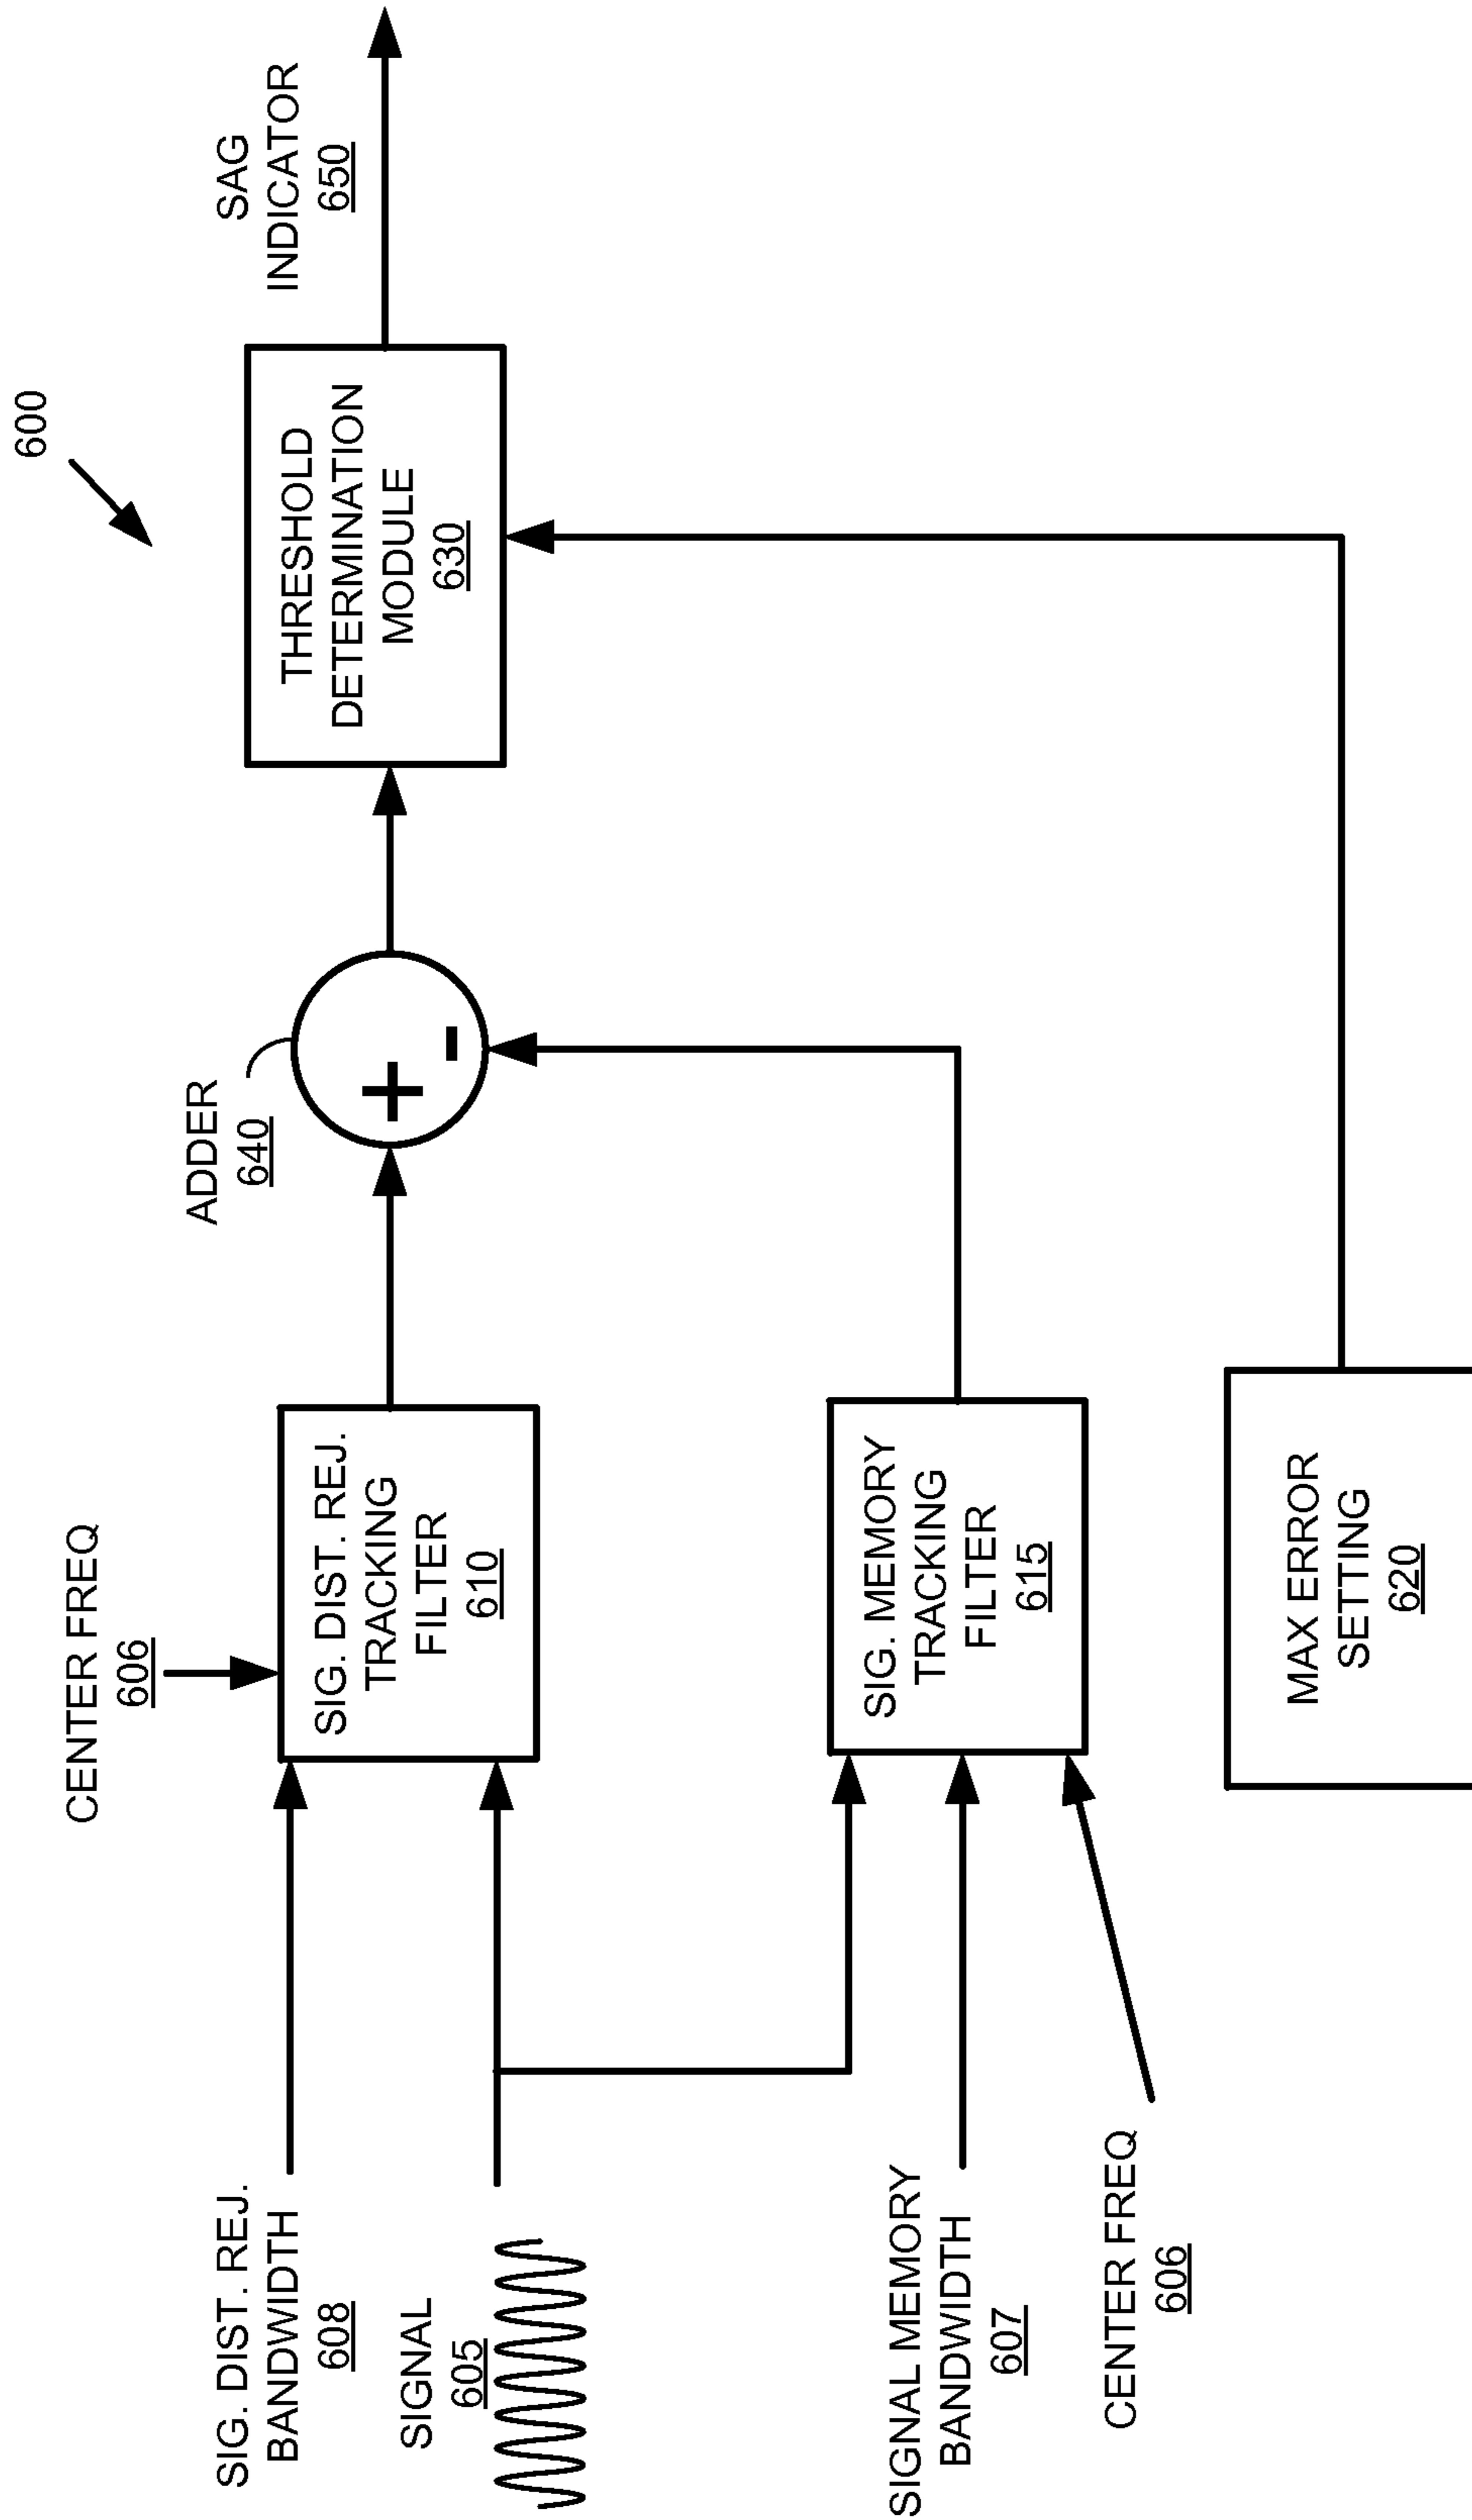 600
CENTER FREQ
606
SIG. DIST. REJ.
BANDWIDTH
608
SIGNAL
605
SIG. DIST. REJ.
TRACKING
FILTER
610
ADDER
640
+
-
THRESHOLD
DETERMINATION
MODULE
630
SAG
INDICATOR
650
SIGNAL MEMORY
BANDWIDTH
607
CENTER FREQ
606
SIG. MEMORY
TRACKING
FILTER
615
MAX ERROR
SETTING
620